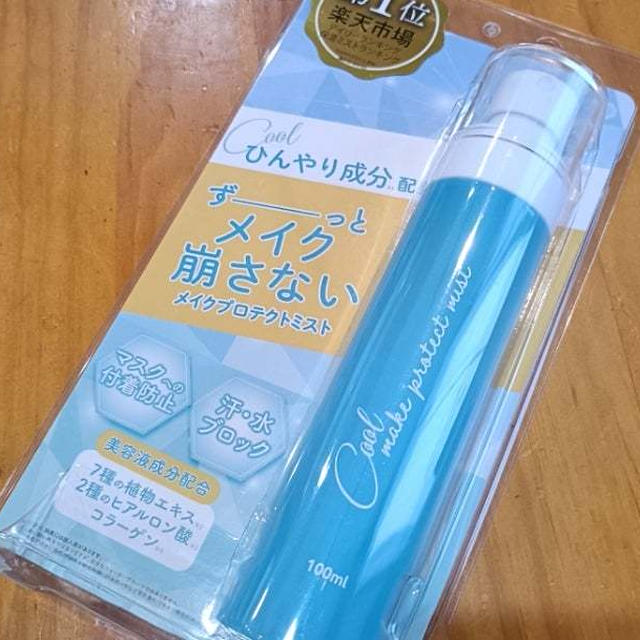 1位
楽天市場
Cool
ひんやり成分
配
ず――っと
メイク
崩さない
メイクプロテクトミスト
マスクへの
付着防止
汗・水
ブロック
美容液成分配合
7種の植物エキス
2種のヒアルロン酸
コラーゲン
Cool
make protect mist
100ml